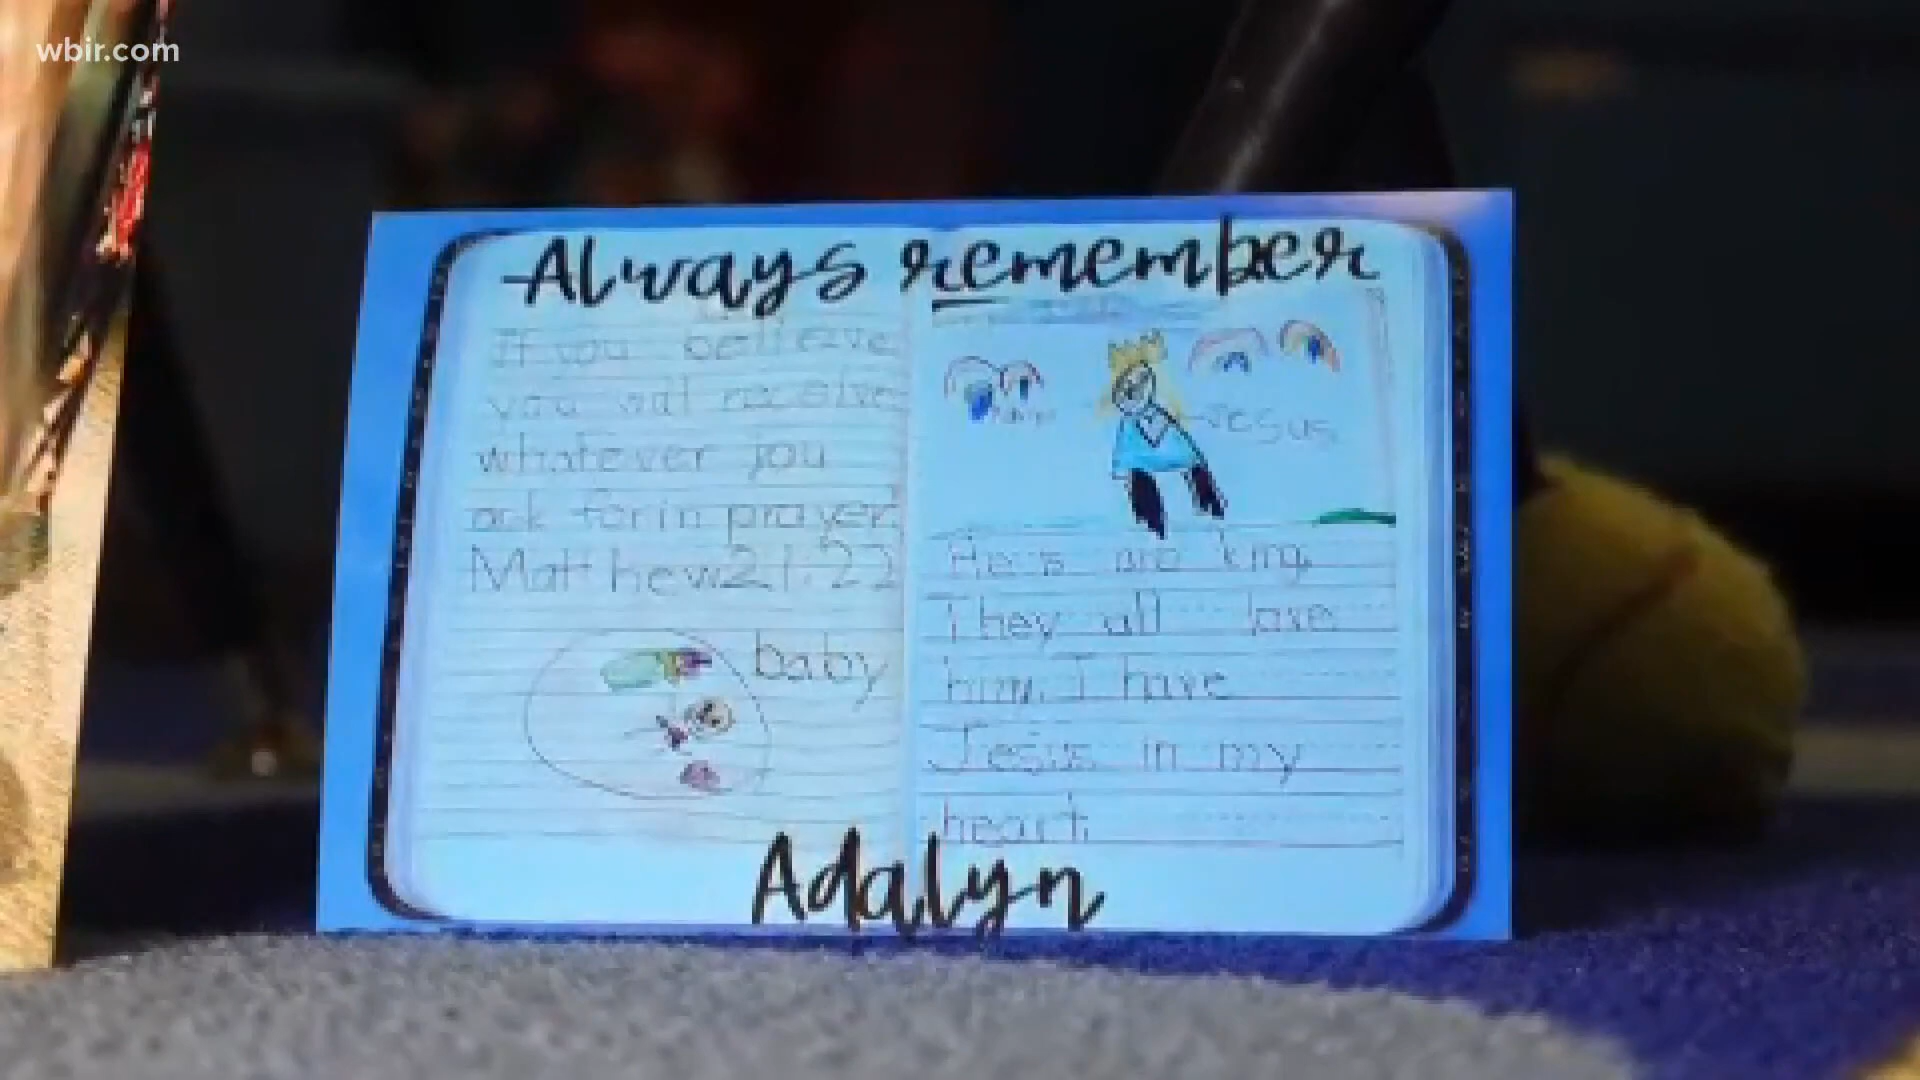 wbir.com
Always remember
If you believe
you will receive
whatever you
ask for in prayer.
Matthew 21:22
baby
Jesus
He is are king.
They all love
him. I have
Jesus in my
heart.
Adalyn